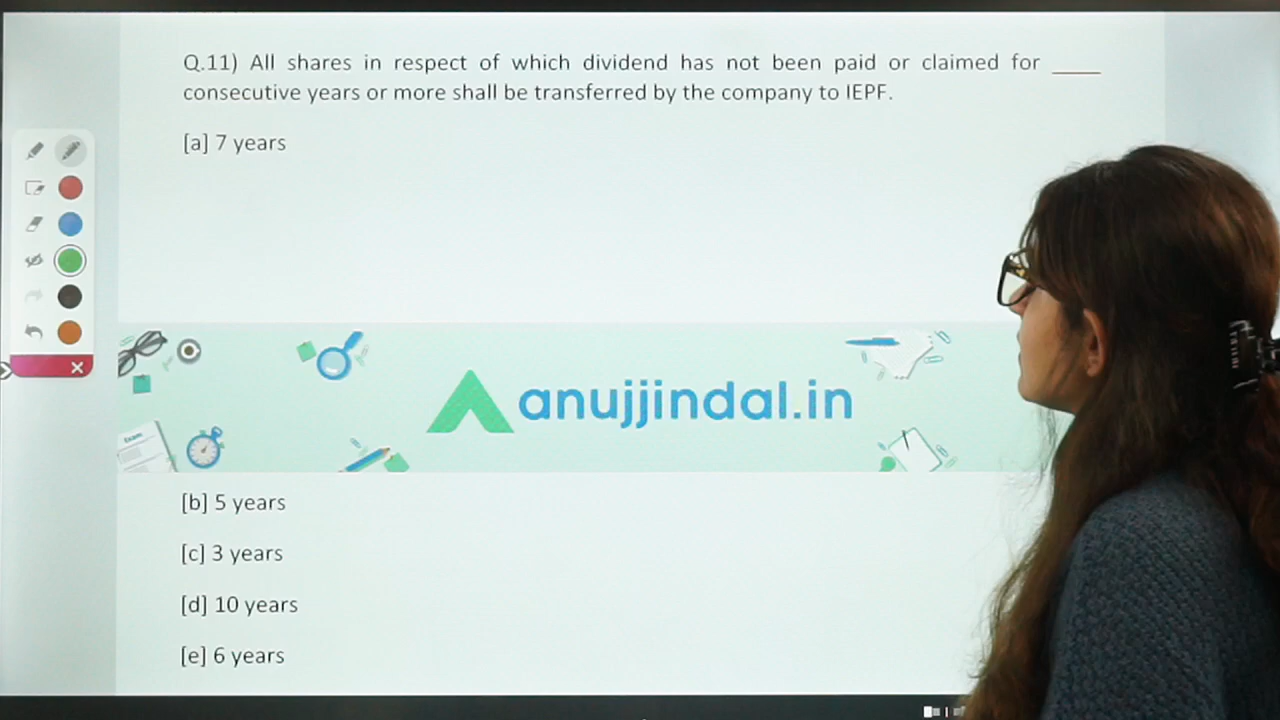 Q.11) All shares in respect of which dividend has not been paid or claimed for _____
consecutive years or more shall be transferred by the company to IEPF.
[a] 7 years
Exam
anujjindal.in
[b] 5 years
[c] 3 years
[d] 10 years
[e] 6 years